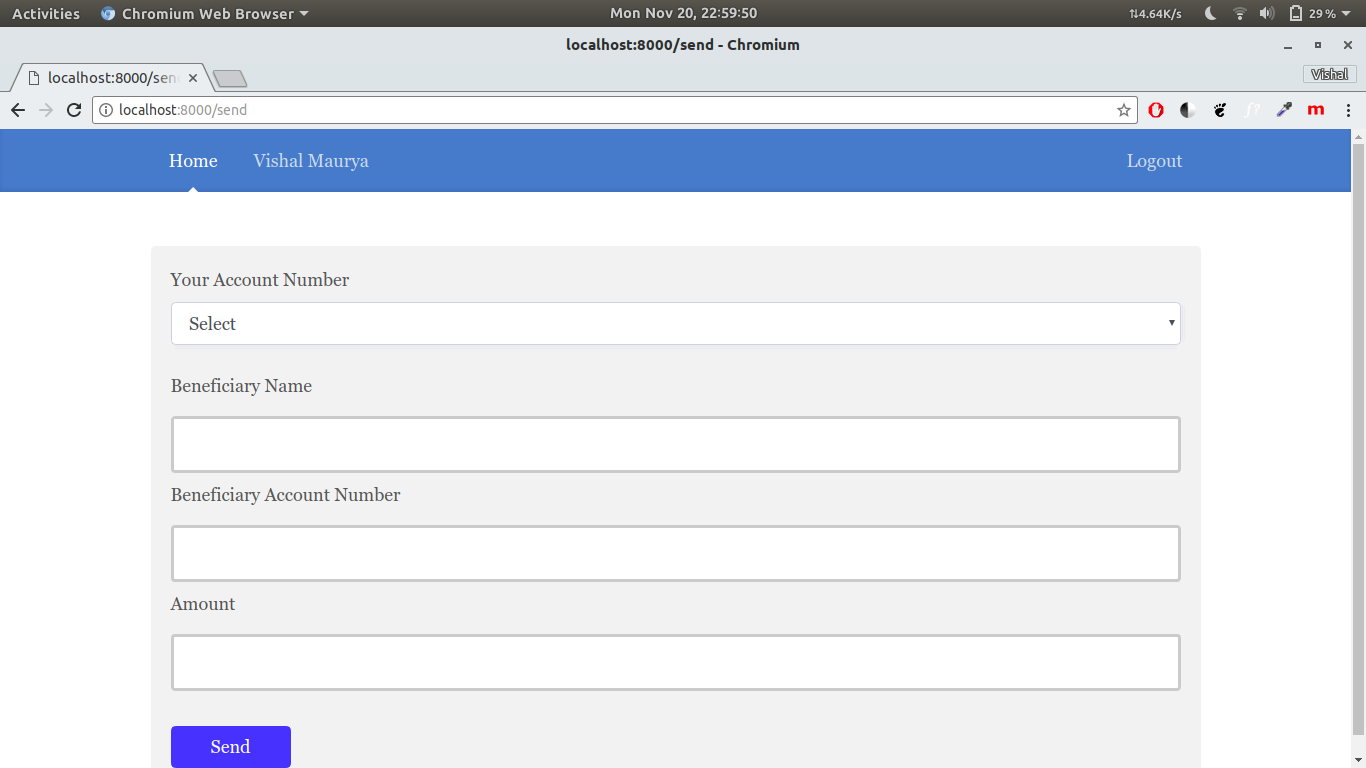 Activities Chromium Web Browser Mon Nov 20, 22:59:50 4.64K/s 29%
localhost:8000/send - Chromium
localhost:8000/sen Vishal
localhost:8000/send f? m
Home Vishal Maurya Logout
Your Account Number
Select
Beneficiary Name
Beneficiary Account Number
Amount
Send